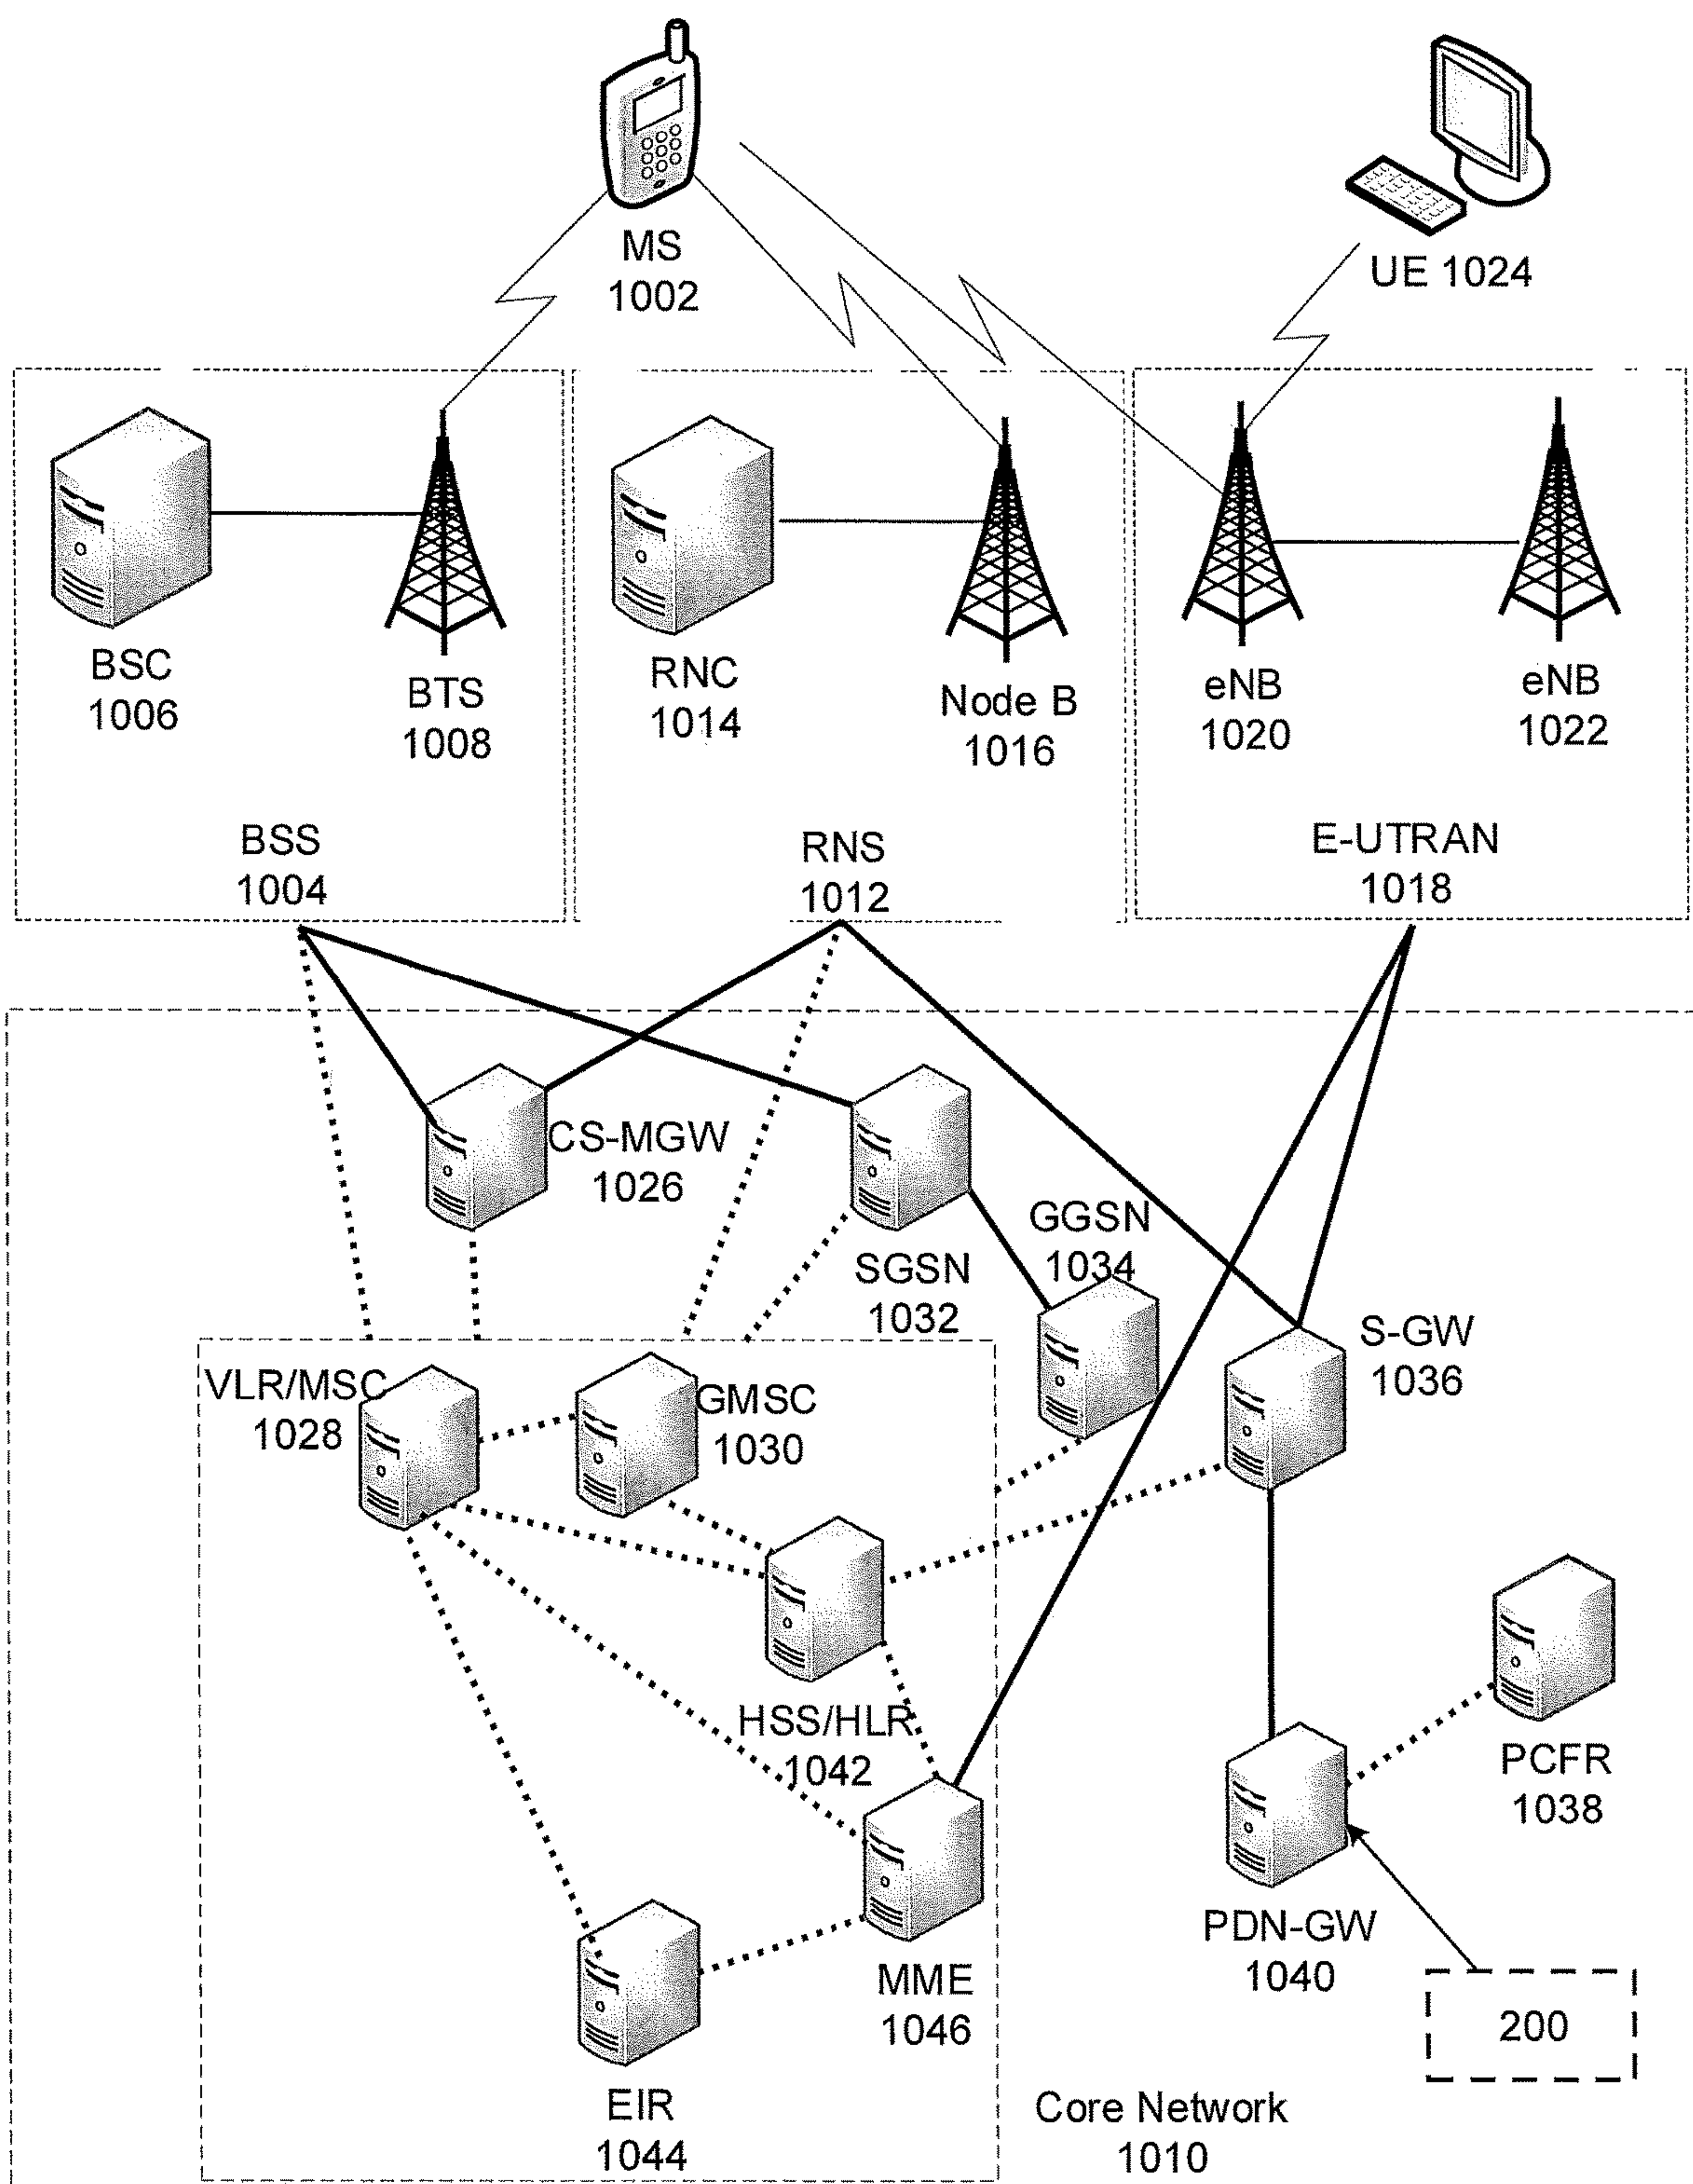 MS
1002
UE 1024
BSC
1006
BTS
1008
RNC
1014
Node B
1016
eNB
1020
eNB
1022
BSS
1004
RNS
1012
E-UTRAN
1018
CS-MGW
1026
SGSN
1032
GGSN
1034
S-GW
1036
VLR/MSC
1028
GMSC
1030
HSS/HLR
1042
PCFR
1038
PDN-GW
1040
MME
1046
200
EIR
1044
Core Network
1010